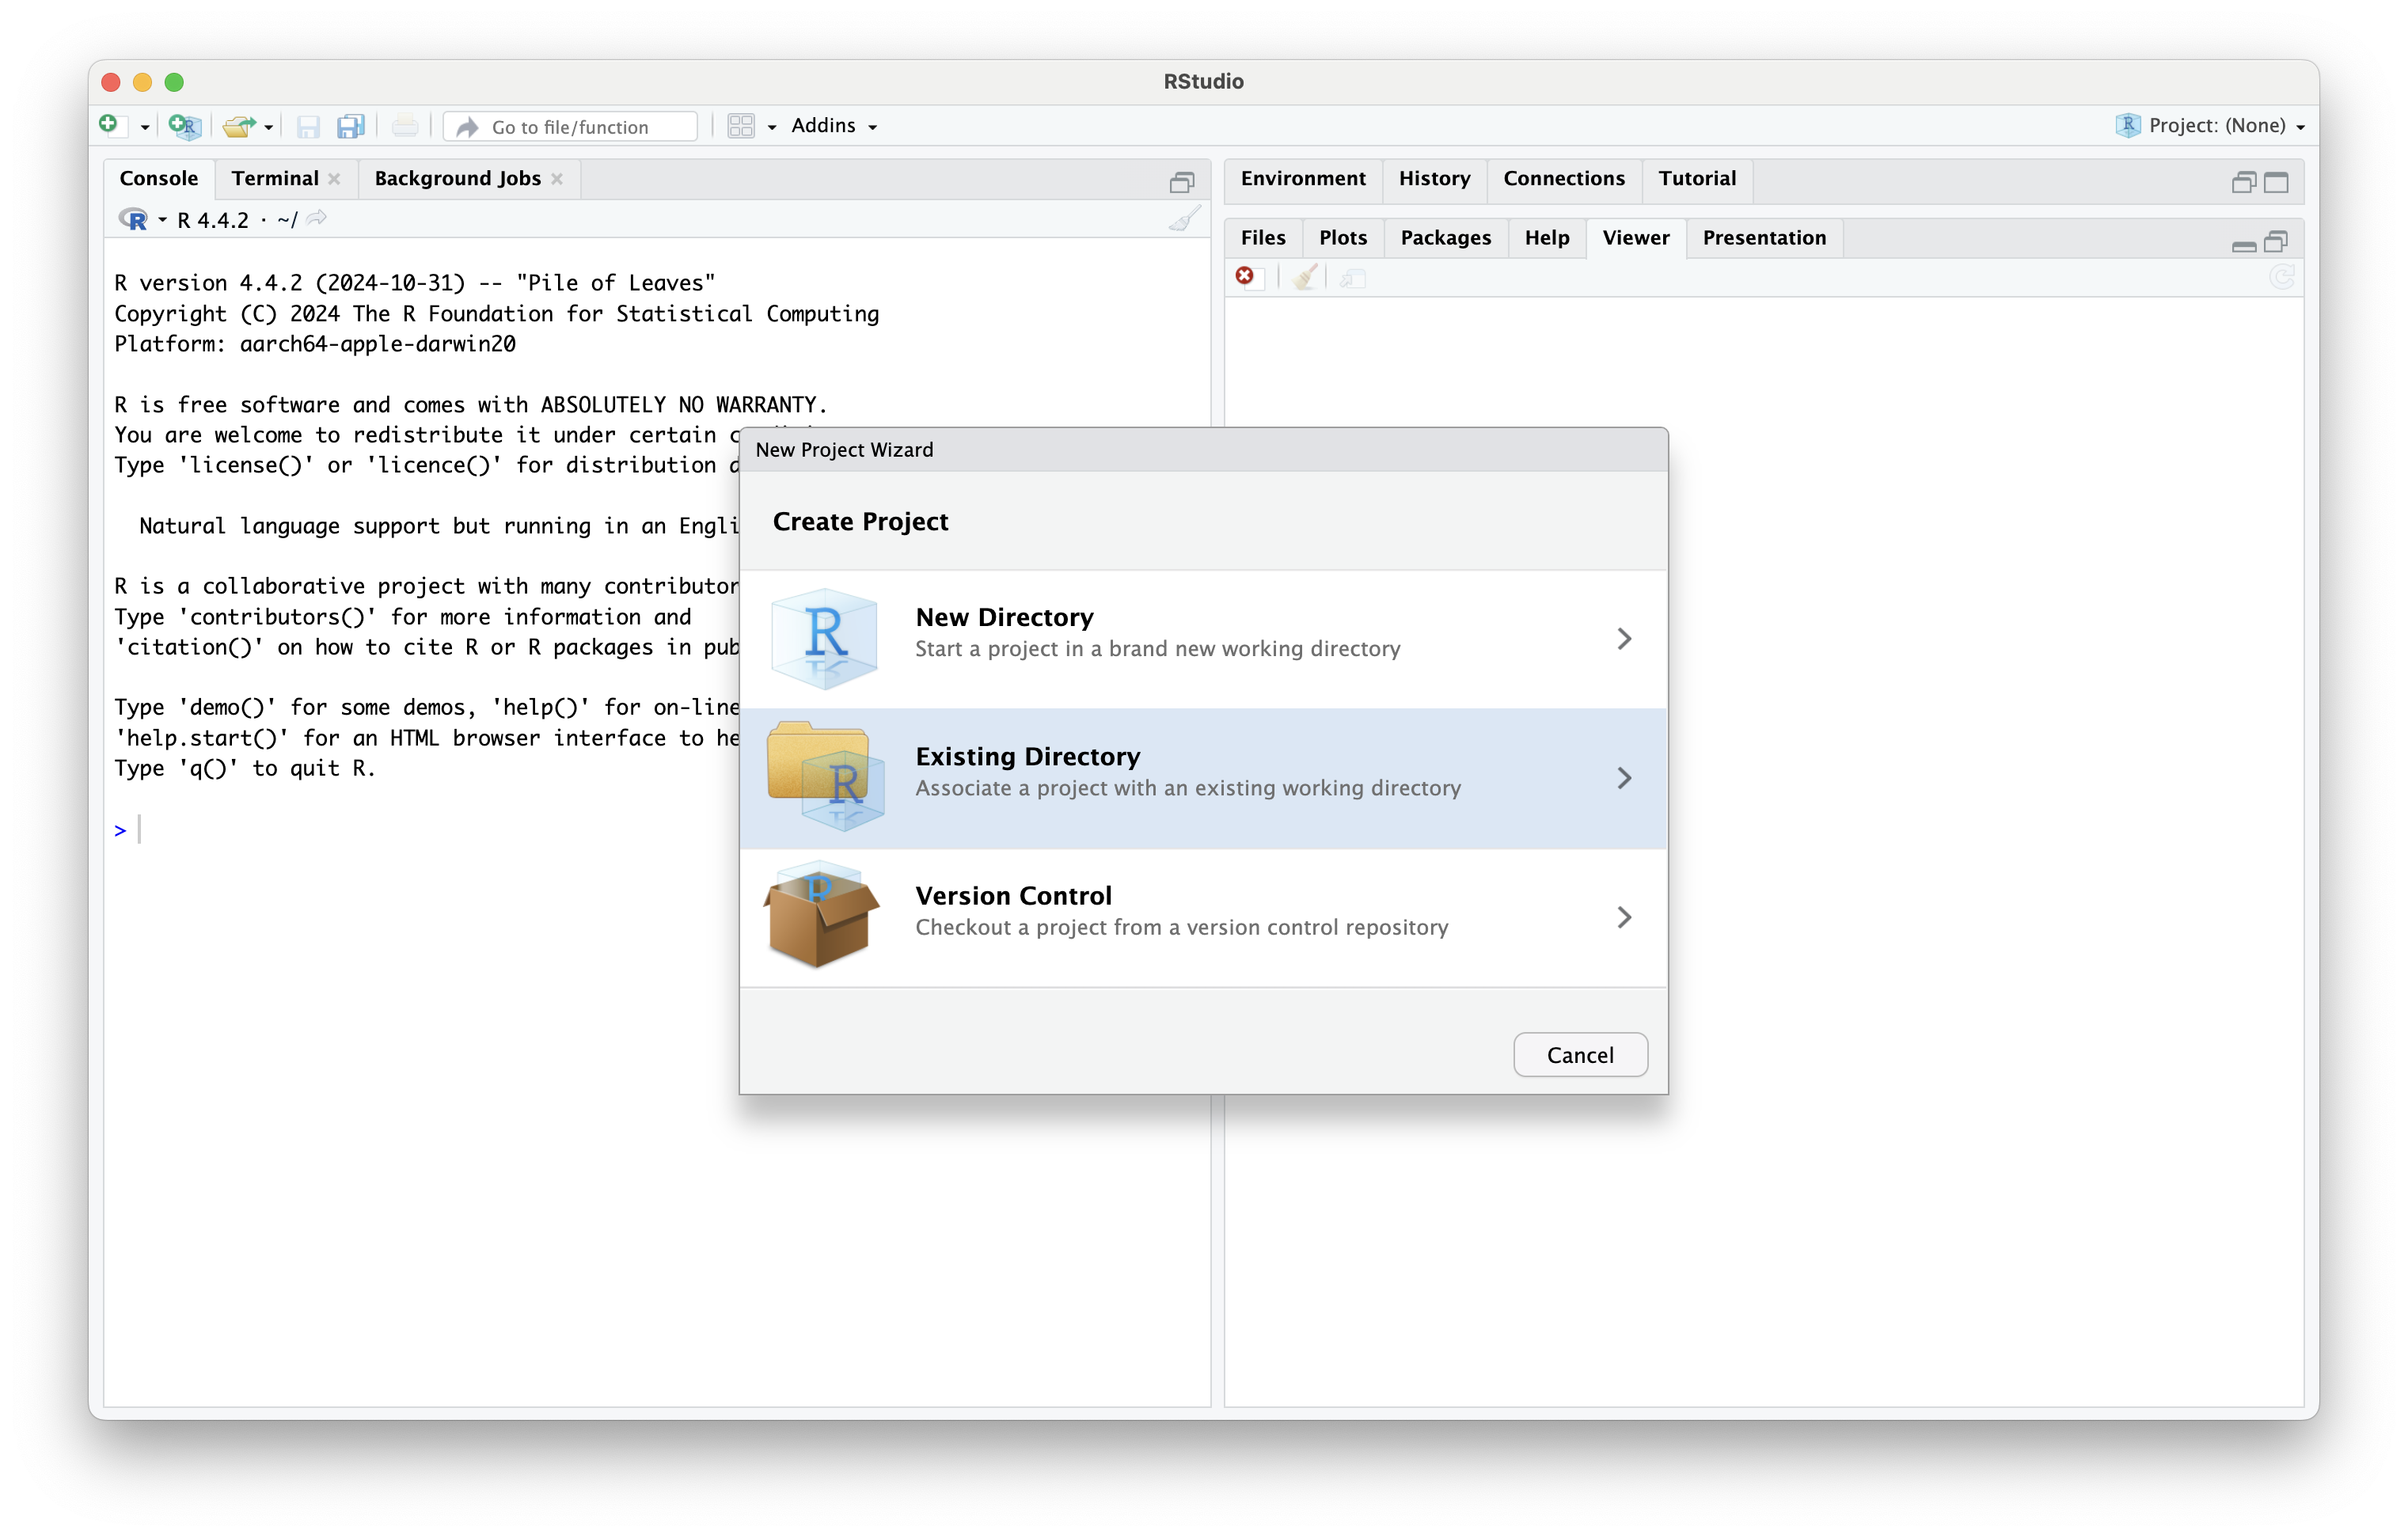 RStudio
Go to file/function
Addins
Project: (None)
Console Terminal Background Jobs
R 4.4.2 · ~/
R version 4.4.2 (2024-10-31) -- "Pile of Leaves"
Copyright (C) 2024 The R Foundation for Statistical Computing
Platform: aarch64-apple-darwin20
R is free software and comes with ABSOLUTELY NO WARRANTY.
You are welcome to redistribute it under certain
Type 'license()' or 'licence()' for distribution
Natural language support but running in an Engli
R is a collaborative project with many contributor
Type 'contributors()' for more information and
'citation()' on how to cite R or R packages in pub
Type 'demo()' for some demos, 'help()' for on-line
'help.start()' for an HTML browser interface to he
Type 'q()' to quit R.
>
Environment History Connections Tutorial
Files Plots Packages Help Viewer Presentation
New Project Wizard
Create Project
R
New Directory
Start a project in a brand new working directory
R
Existing Directory
Associate a project with an existing working directory
Version Control
Checkout a project from a version control repository
Cancel